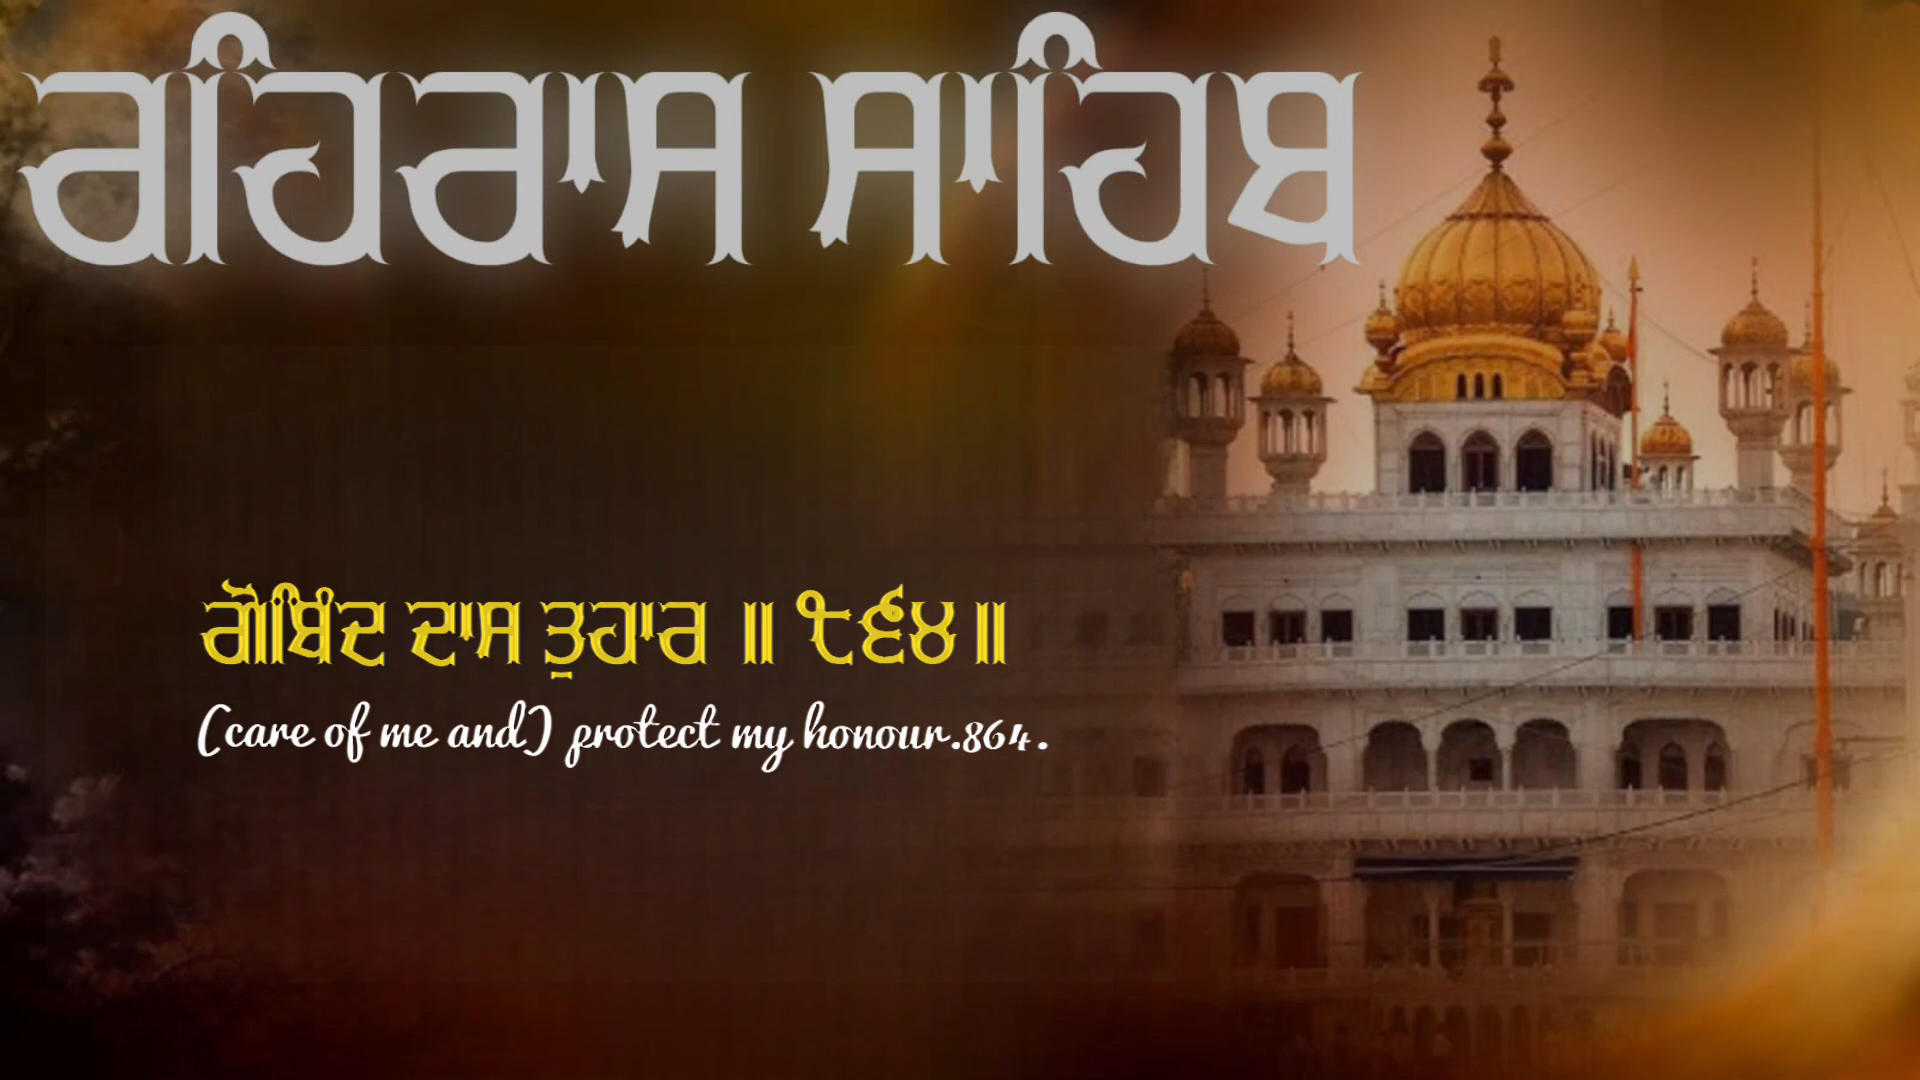 ਰਹਿਰਾਸ ਸਾਹਿਬ
ਗੋਬਿੰਦ ਦਾਸ ਤੁਹਾਰ ॥ ੮੬੪॥
(care of me and) protect my honour.864.